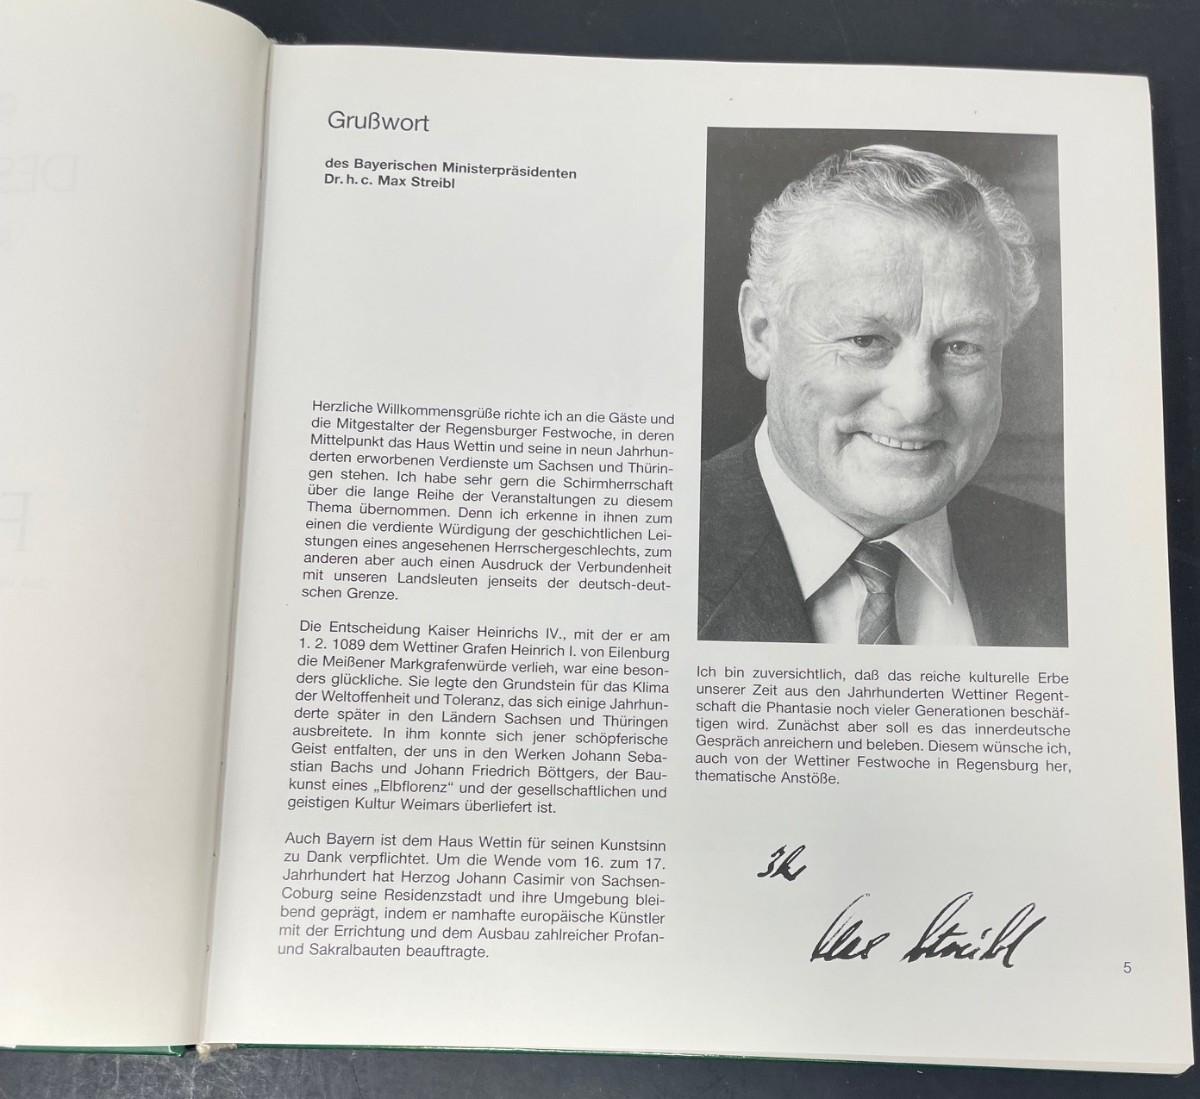 Grußwort
des Bayerischen Ministerpräsidenten
Dr. h. c. Max Streibl
Herzliche Willkommensgrüße richte ich an die Gäste und
die Mitgestalter der Regensburger Festwoche, in deren
Mittelpunkt das Haus Wettin und seine in neun Jahrhun-
derten erworbenen Verdienste um Sachsen und Thürin-
gen stehen. Ich habe sehr gern die Schirmherrschaft
über die lange Reihe der Veranstaltungen zu diesem
Thema übernommen. Denn ich erkenne in ihnen zum
einen die verdiente Würdigung der geschichtlichen Lei-
stungen eines angesehenen Herrschergeschlechts, zum
anderen aber auch einen Ausdruck der Verbundenheit
mit unseren Landsleuten jenseits der deutsch-deut-
schen Grenze.
Die Entscheidung Kaiser Heinrichs IV., mit der er am
1. 2. 1089 dem Wettiner Grafen Heinrich I. von Eilenburg
die Meißener Markgrafenwürde verlieh, war eine beson-
ders glückliche. Sie legte den Grundstein für das Klima
der Weltoffenheit und Toleranz, das sich einige Jahrhun-
derte später in den Ländern Sachsen und Thüringen
ausbreitete. In ihm konnte sich jener schöpferische
Geist entfalten, der uns in den Werken Johann Seba-
stian Bachs und Johann Friedrich Böttgers, der Bau-
kunst eines „Elbflorenz“ und der gesellschaftlichen und
geistigen Kultur Weimars überliefert ist.
Auch Bayern ist dem Haus Wettin für seinen Kunstsinn
zu Dank verpflichtet. Um die Wende vom 16. zum 17.
Jahrhundert hat Herzog Johann Casimir von Sachsen-
Coburg seine Residenzstadt und ihre Umgebung blei-
bend geprägt, indem er namhafte europäische Künstler
mit der Errichtung und dem Ausbau zahlreicher Profan-
und Sakralbauten beauftragte.
Ich bin zuversichtlich, daß das reiche kulturelle Erbe
unserer Zeit aus den Jahrhunderten Wettiner Regent-
schaft die Phantasie noch vieler Generationen beschäf-
tigen wird. Zunächst aber soll es das innerdeutsche
Gespräch anreichern und beleben. Diesem wünsche ich,
auch von der Wettiner Festwoche in Regensburg her,
thematische Anstöße.
Ihr
Max Streibl
5